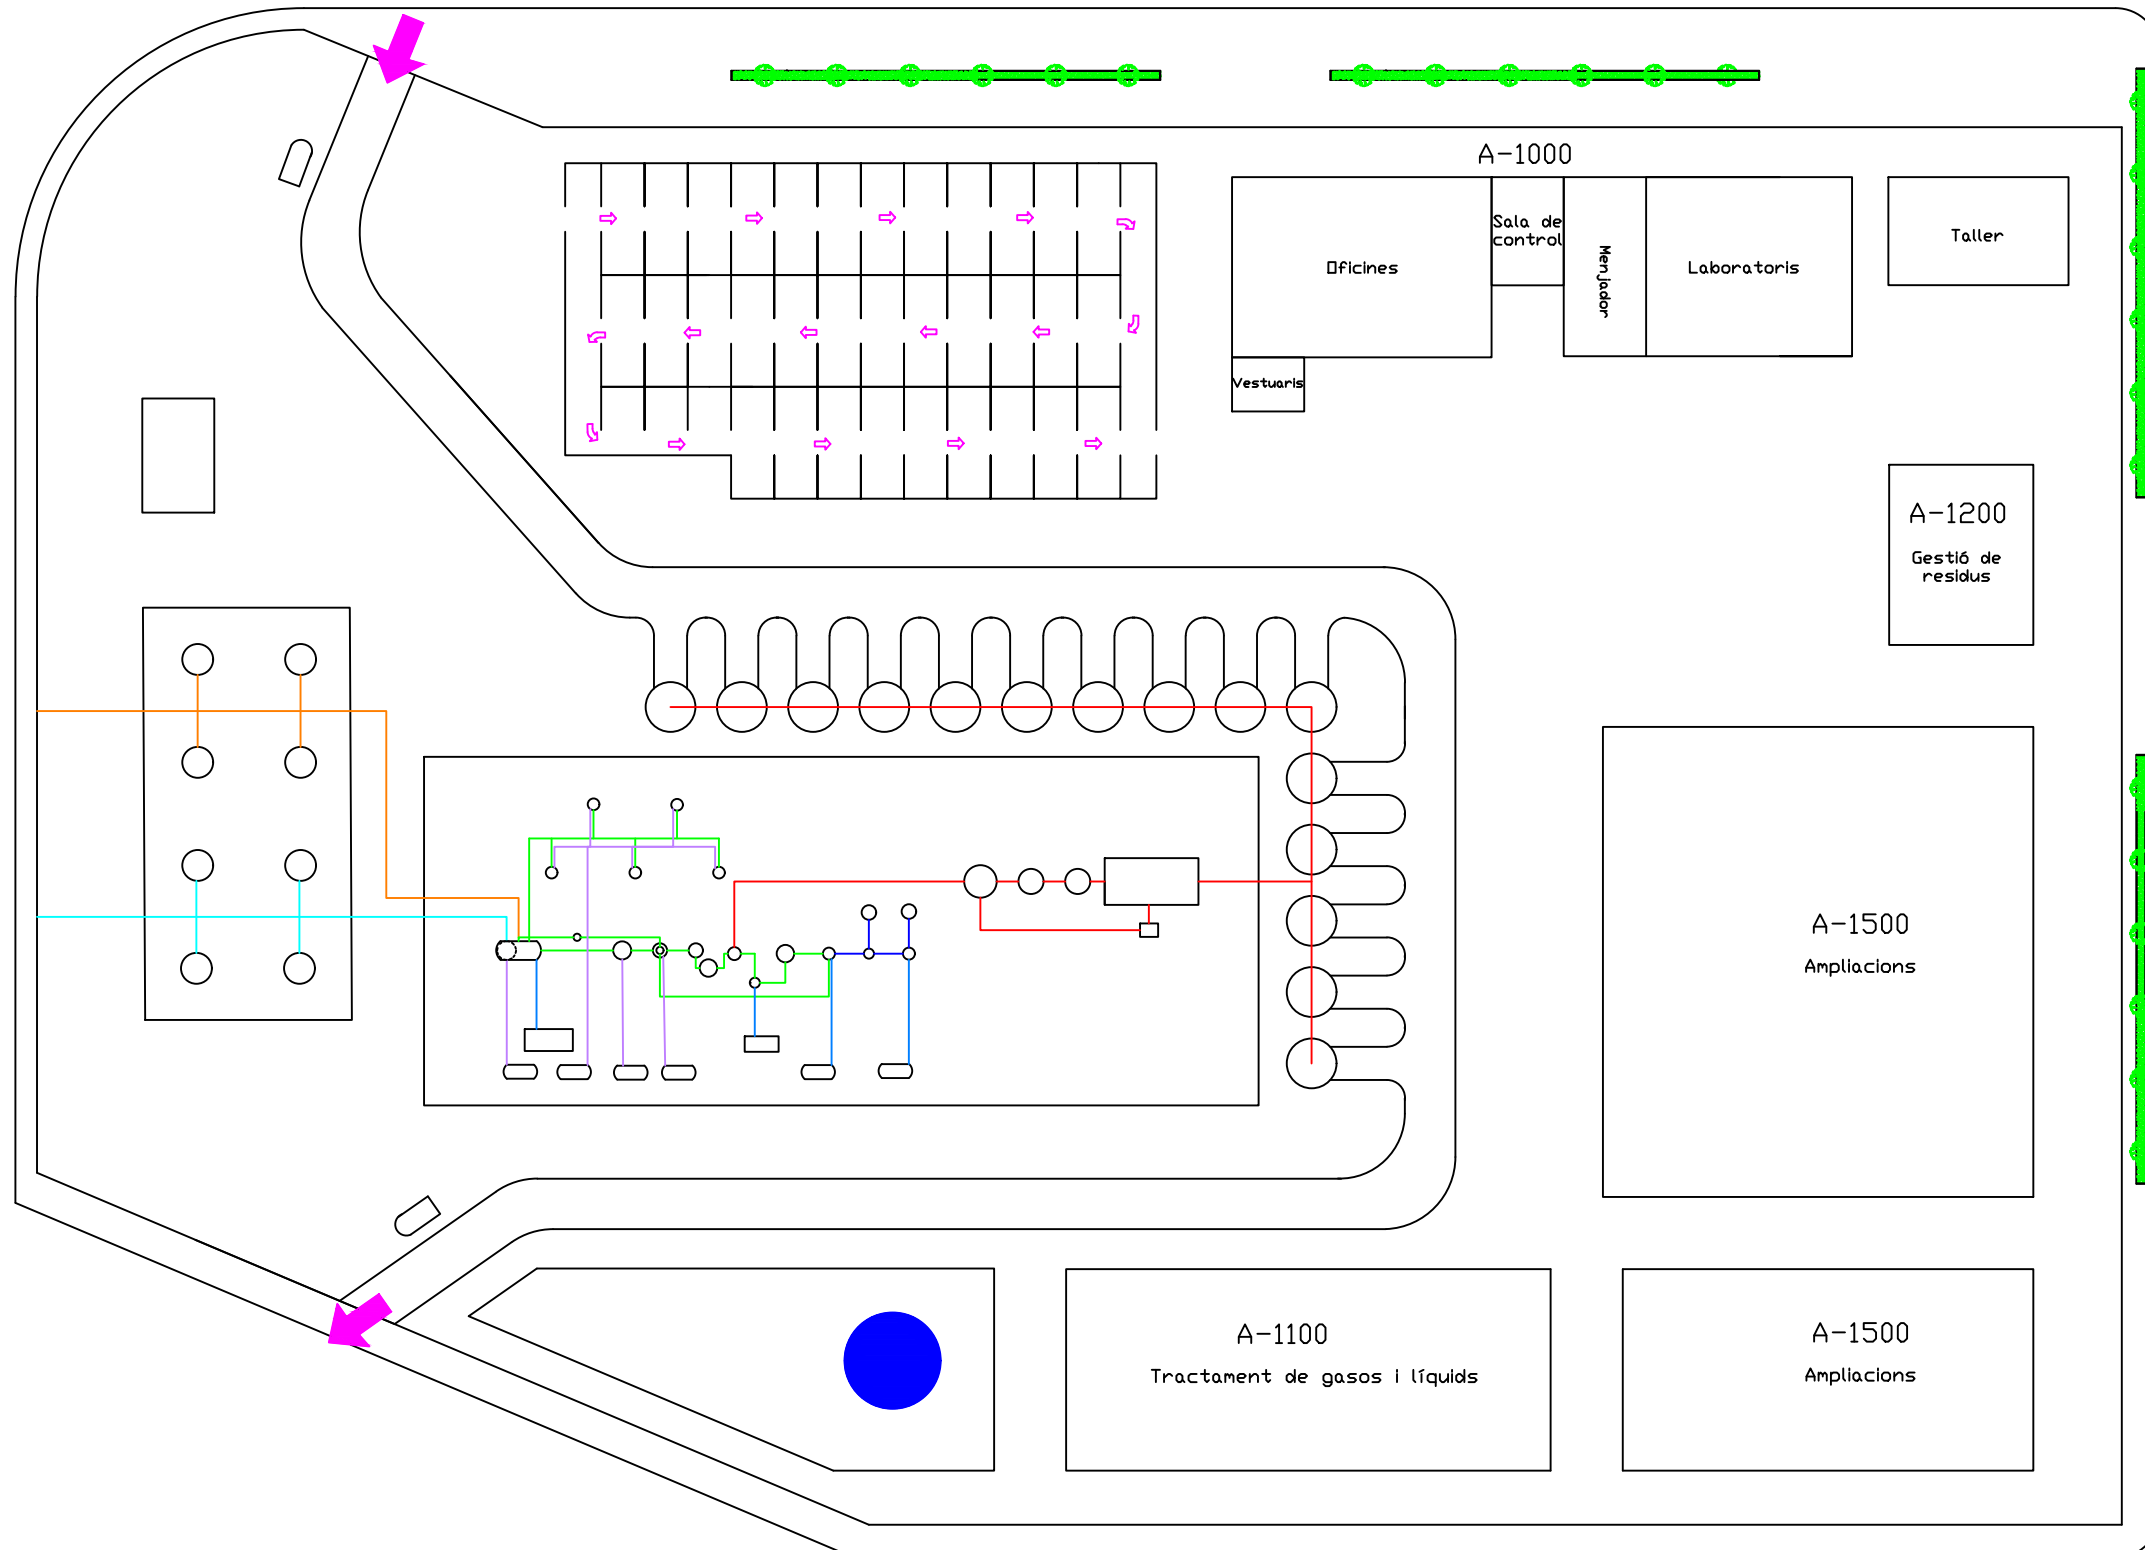 A-1000
Oficines
Sala de
control
Menjador
Laboratoris
Taller
Vestuaris
A-1200
Gestió de
residus
A-1500
Ampliacions
A-1100
Tractament de gasos i líquids
A-1500
Ampliacions